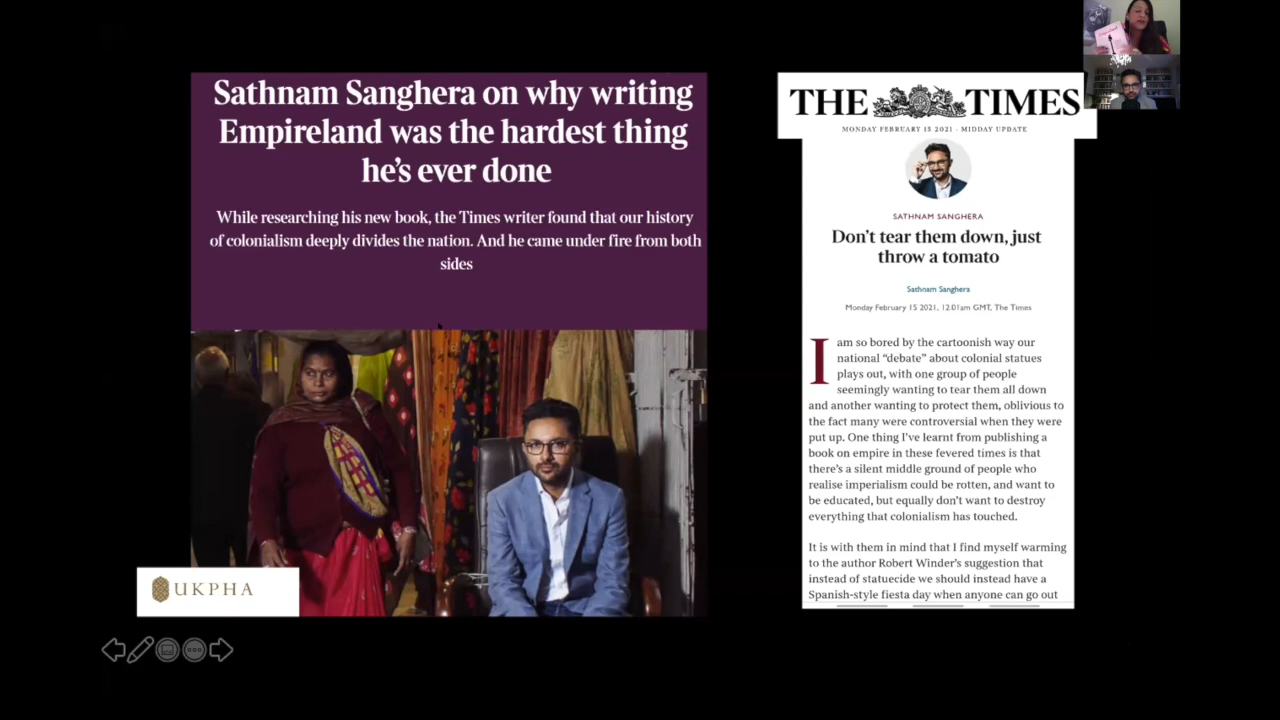 Sathnam Sanghera on why writing
Empireland was the hardest thing
he's ever done
While researching his new book, the Times writer found that our history
of colonialism deeply divides the nation. And he came under fire from both
sides
UKPHA
THE TIMES
MONDAY FEBRUARY 15 2021 - MIDDAY UPDATE
SATHNAM SANGHERA
Don't tear them down, just
throw a tomato
Sathnam Sanghera
Monday February 15 2021, 12.01am GMT, The Times
I am so bored by the cartoonish way our
national “debate” about colonial statues
plays out, with one group of people
seemingly wanting to tear them all down
and another wanting to protect them, oblivious to
the fact many were controversial when they were
put up. One thing I've learnt from publishing a
book on empire in these fevered times is that
there's a silent middle ground of people who
realise imperialism could be rotten, and want to
be educated, but equally don't want to destroy
everything that colonialism has touched.
It is with them in mind that I find myself warming
to the author Robert Winder's suggestion that
instead of statuecide we should instead have a
Spanish-style fiesta day when anyone can go out